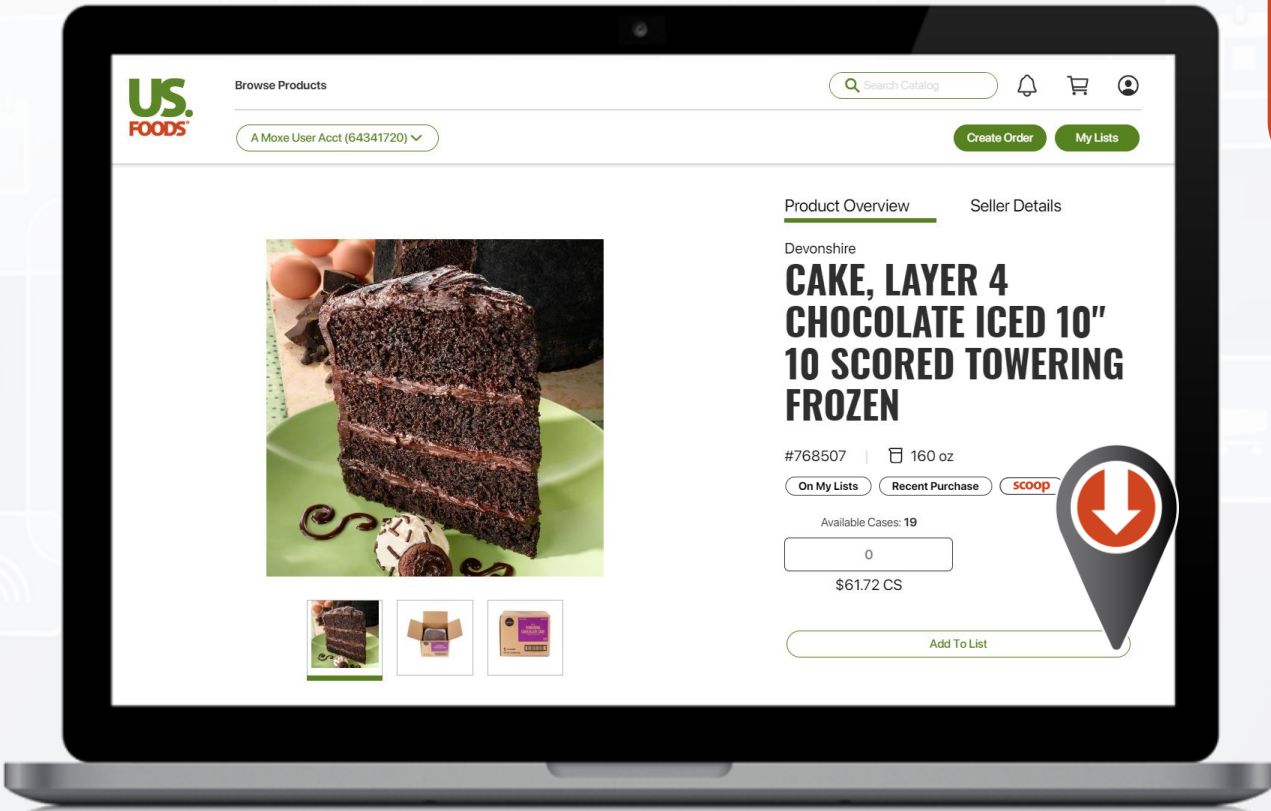 US.
FOODS®
Browse Products
Search Catalog
A Moxe User Acct (64341720)
Create Order
My Lists
Product Overview
Seller Details
Devonshire
CAKE, LAYER 4
CHOCOLATE ICED 10"
10 SCORED TOWERING
FROZEN
#768507 | 160 oz
On My Lists
Recent Purchase
scoop
Available Cases: 19
0
$61.72 CS
Add To List
CHOCOLATE CAKE